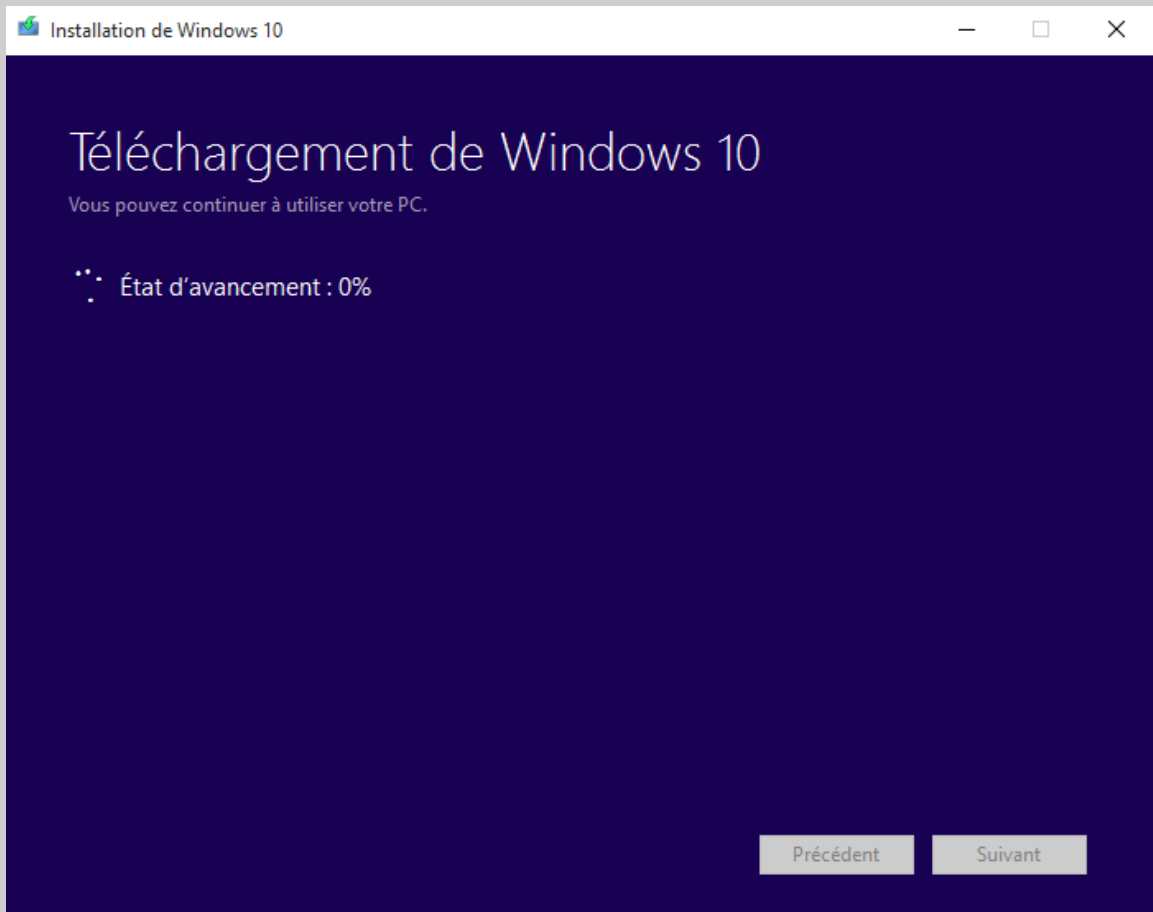 Installation de Windows 10
Téléchargement de Windows 10
Vous pouvez continuer à utiliser votre PC.
État d’avancement : 0%
Précédent
Suivant